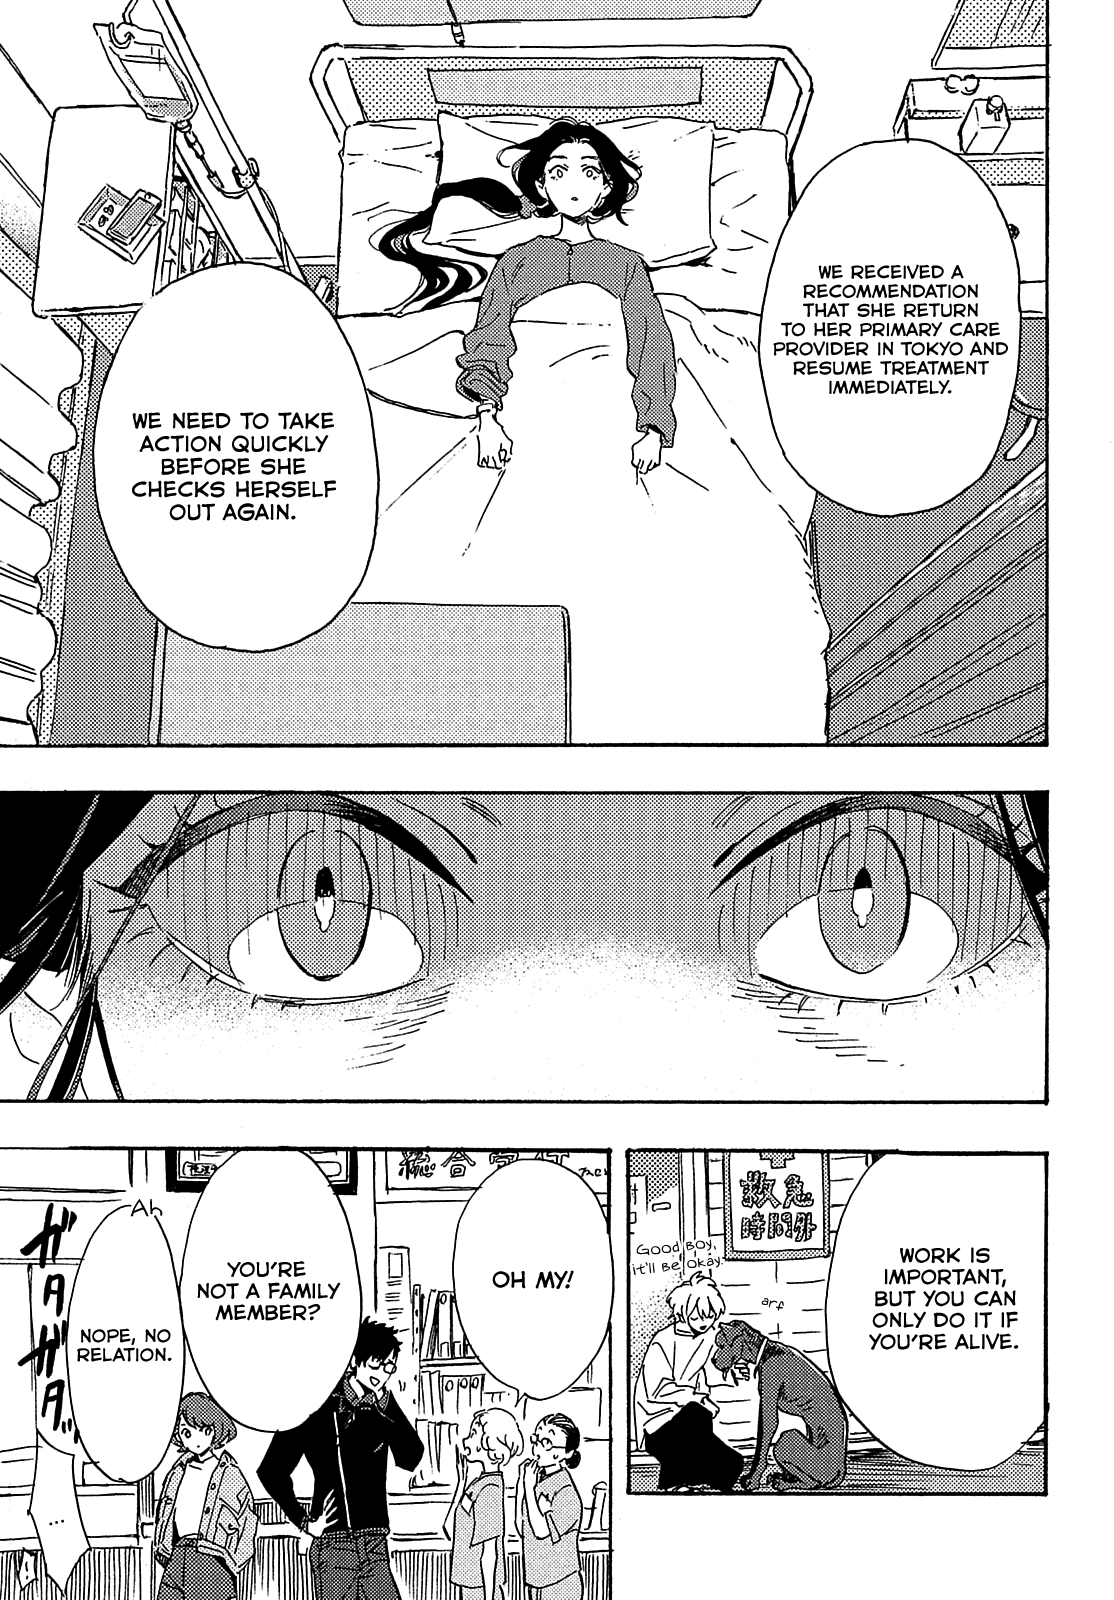 WE RECEIVED A
RECOMMENDATION
THAT SHE RETURN
TO HER PRIMARY CARE
PROVIDER IN TOKYO AND
RESUME TREATMENT
IMMEDIATELY.
WE NEED TO TAKE
ACTION QUICKLY
BEFORE SHE
CHECKS HERSELF
OUT AGAIN.
WORK IS
IMPORTANT,
BUT YOU CAN
ONLY DO IT IF
YOU'RE ALIVE.
救急
時間外
Good boy,
it'll be okay.
arf
OH MY!
YOU'RE
NOT A FAMILY
MEMBER?
Ah
NOPE, NO
RELATION.
ガタガタ
...